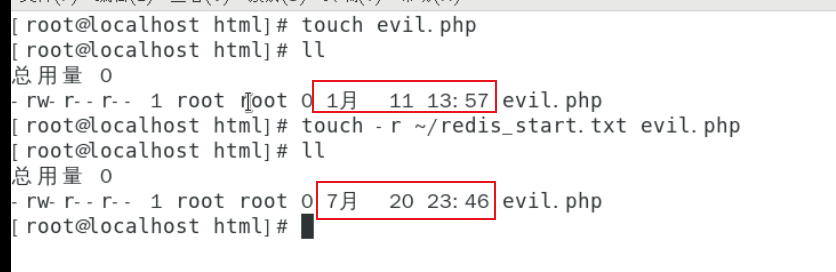 [root@localhost html]# touch evil.php
[root@localhost html]# ll
总用量 0
-rw-r--r-- 1 root root 0 1月 11 13:57 evil.php
[root@localhost html]# touch -r ~/redis_start.txt evil.php
[root@localhost html]# ll
总用量 0
-rw-r--r-- 1 root root 0 7月 20 23:46 evil.php
[root@localhost html]#